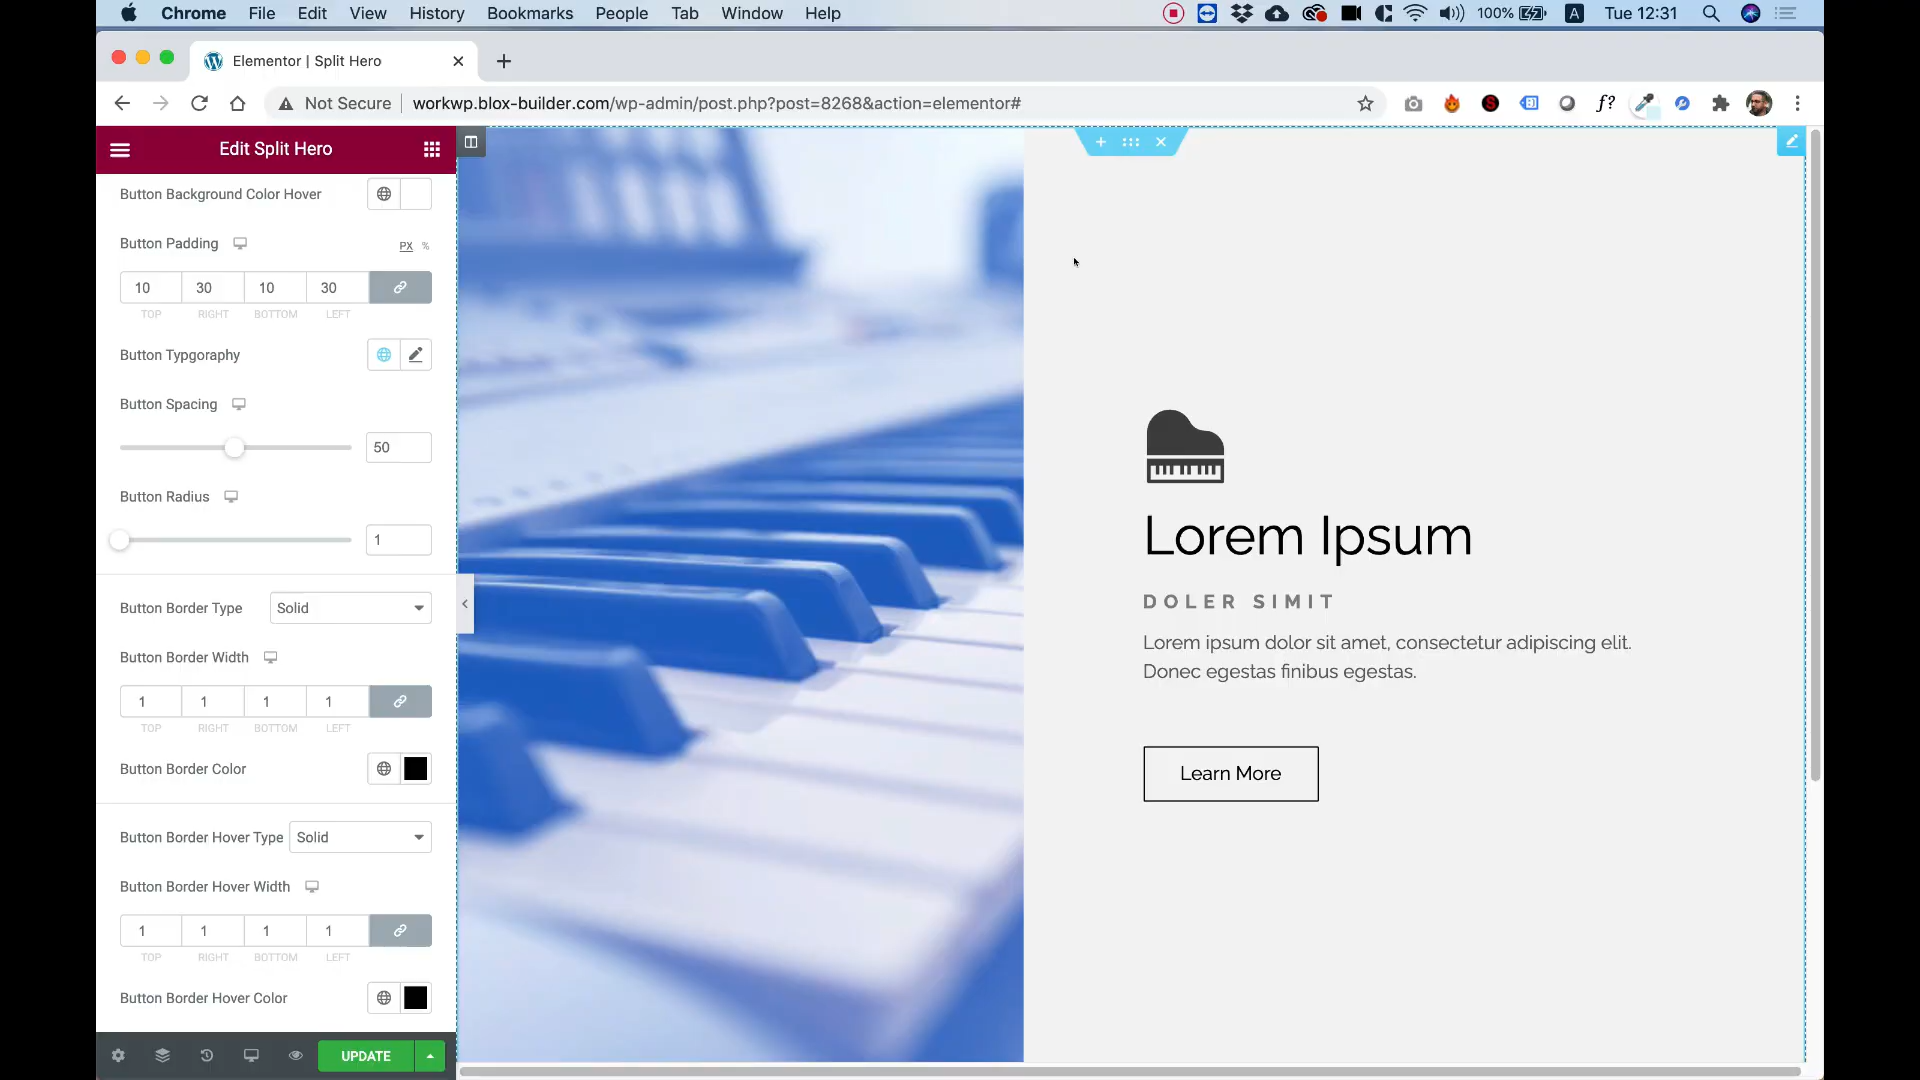 Chrome File Edit View History Bookmarks People Tab Window Help 100% A Tue 12:31
Elementor | Split Hero
Not Secure workwp.blox-builder.com/wp-admin/post.php?post=8268&action=elementor# S f?
Edit Split Hero
Button Background Color Hover
Button Padding PX %
10 30 10 30
TOP RIGHT BOTTOM LEFT
Button Typgoraphy
Button Spacing
50
Button Radius
1
Button Border Type Solid
Button Border Width
1 1 1 1
TOP RIGHT BOTTOM LEFT
Button Border Color
Button Border Hover Type Solid
Button Border Hover Width
1 1 1 1
TOP RIGHT BOTTOM LEFT
Button Border Hover Color
UPDATE
Lorem Ipsum
DOLER SIMIT
Lorem ipsum dolor sit amet, consectetur adipiscing elit.
Donec egestas finibus egestas.
Learn More